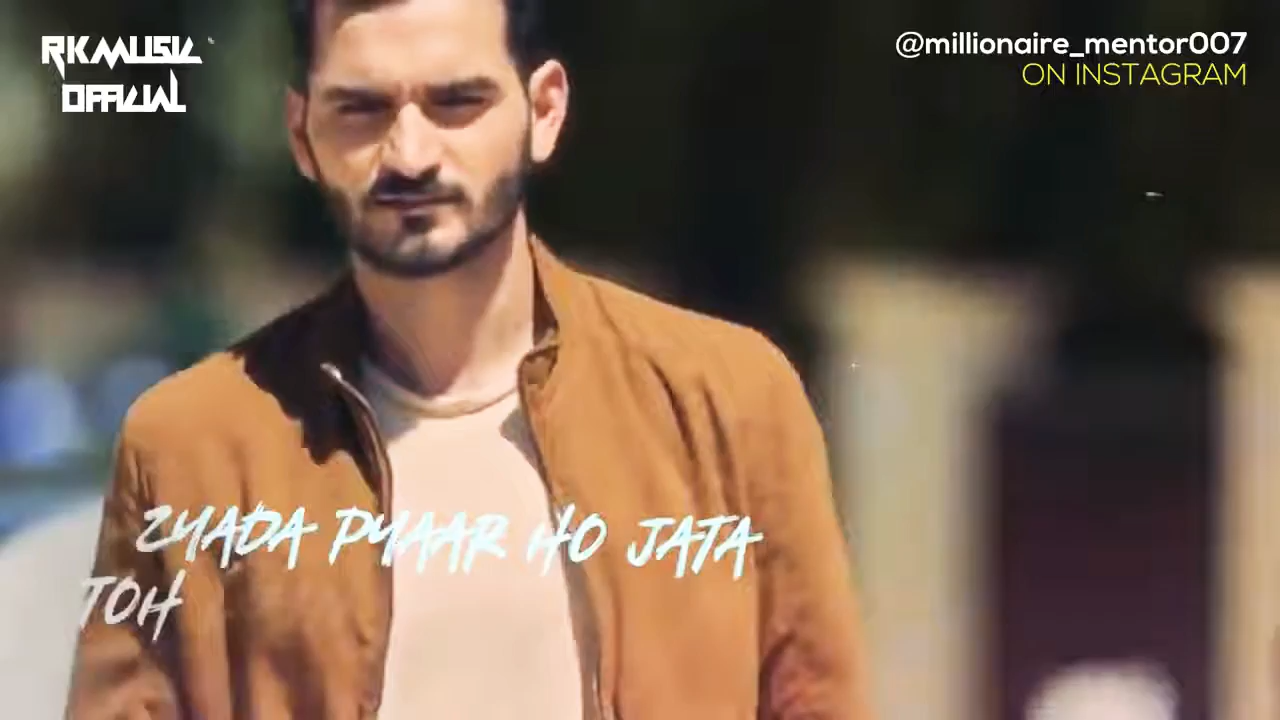 RKMUSIC
OFFICIAL
@millionaire_mentor007
ON INSTAGRAM
ZYADA PYAAR HO JATA
TOH